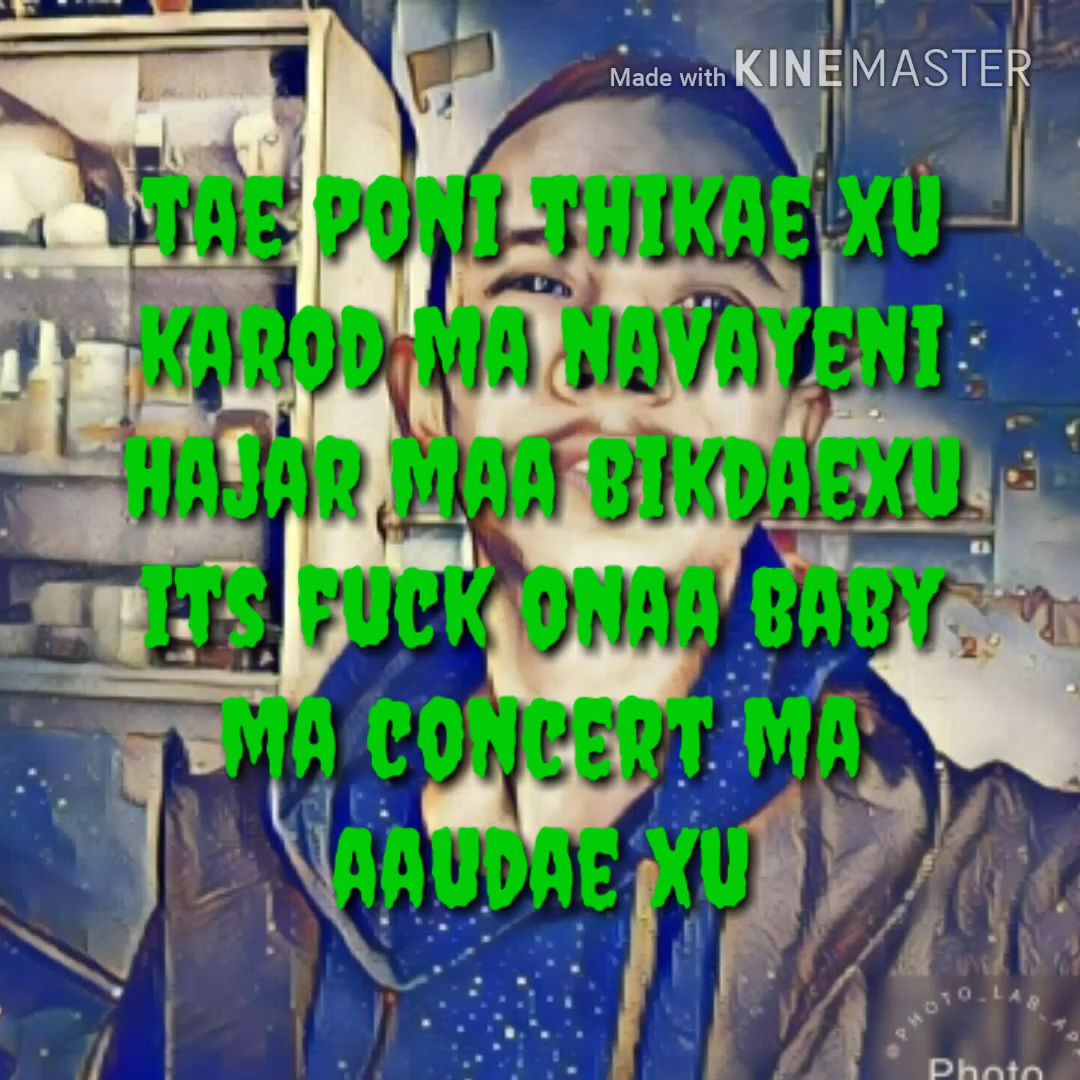 Made with KINEMASTER
TAE PONI THIKAE XU
KAROD MA NAVAYENI
HAJAR MAA BIKDAEXU
ITS FUCK ONAA BABY
MA CONCERT MA
AAUDAE XU
@PHOTO_LAB_APP
Photo